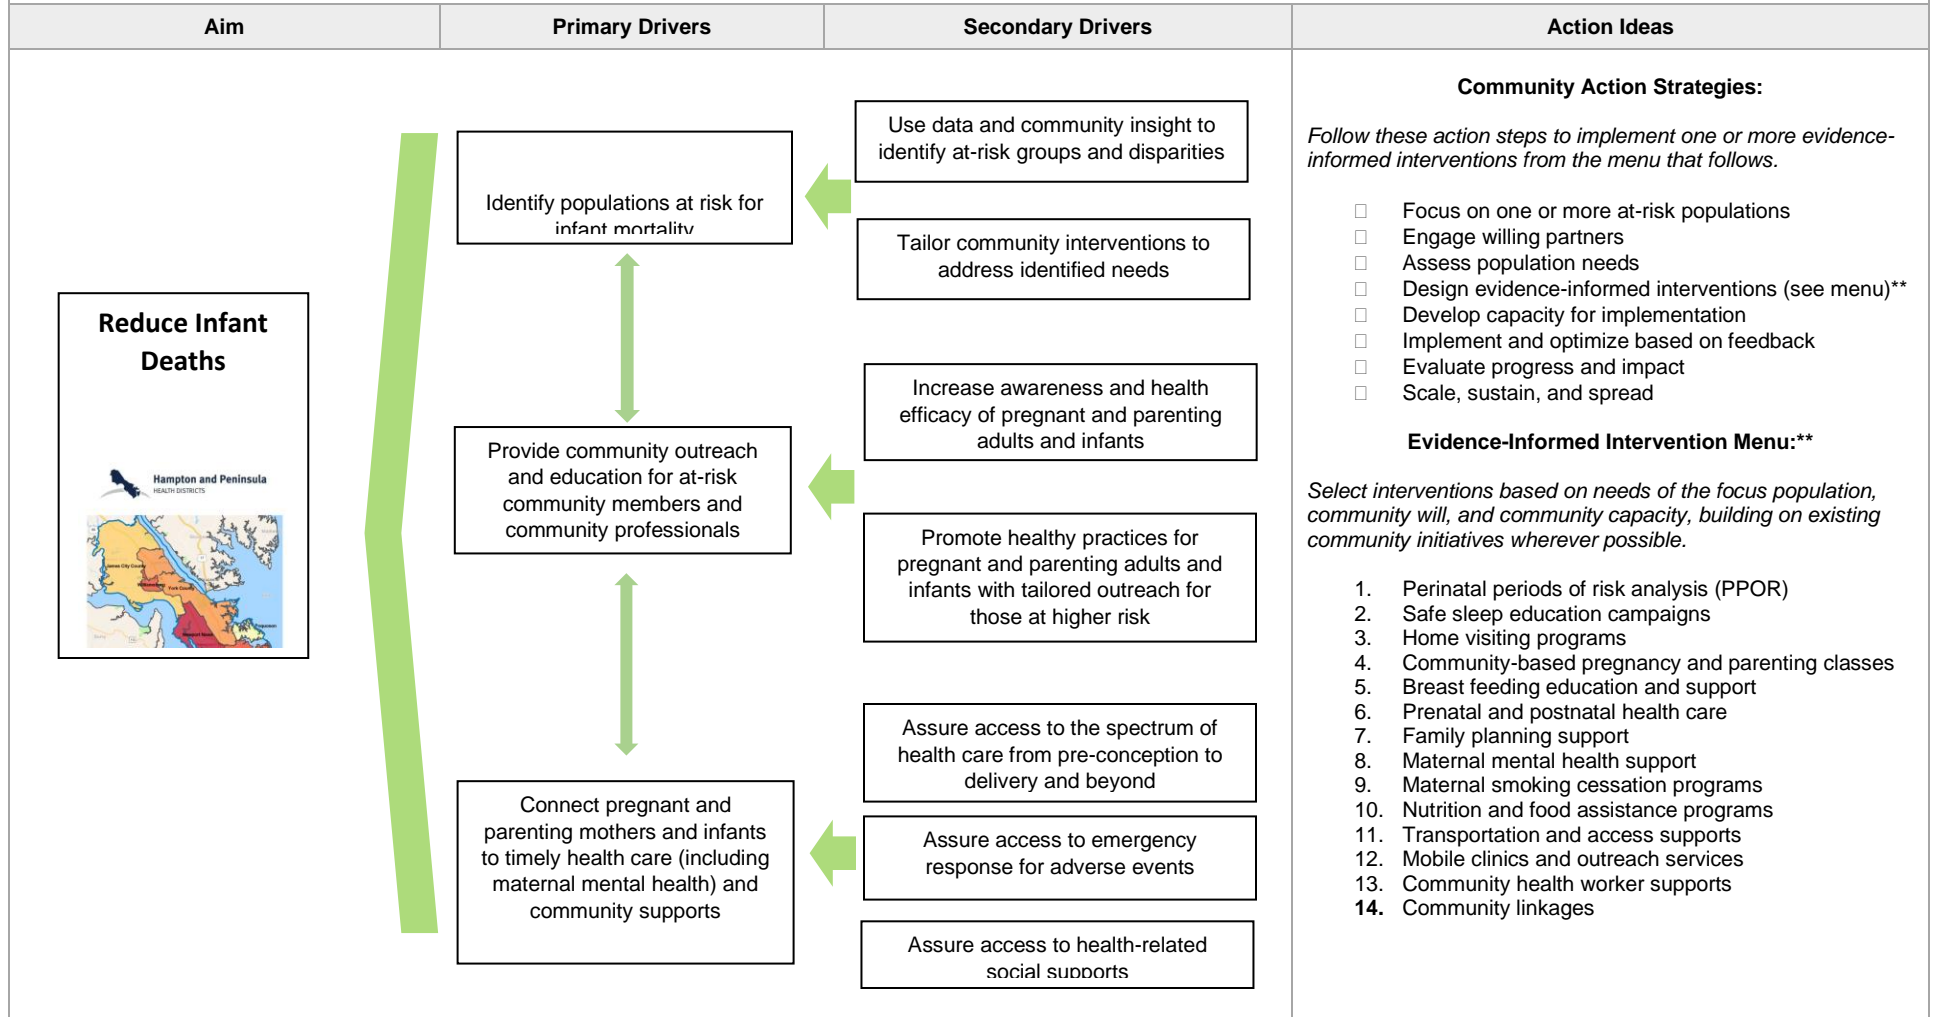 Aim
Primary Drivers
Secondary Drivers
Action Ideas
Reduce Infant
Deaths
Hampton and Peninsula
HEALTH DISTRICTS
James City County
Williamsburg
York County
Poquoson
Newport News
Identify populations at risk for
infant mortality
Provide community outreach
and education for at-risk
community members and
community professionals
Connect pregnant and
parenting mothers and infants
to timely health care (including
maternal mental health) and
community supports
Use data and community insight to
identify at-risk groups and disparities
Tailor community interventions to
address identified needs
Increase awareness and health
efficacy of pregnant and parenting
adults and infants
Promote healthy practices for
pregnant and parenting adults and
infants with tailored outreach for
those at higher risk
Assure access to the spectrum of
health care from pre-conception to
delivery and beyond
Assure access to emergency
response for adverse events
Assure access to health-related
social supports
Community Action Strategies:
Follow these action steps to implement one or more evidence-
informed interventions from the menu that follows.
□ Focus on one or more at-risk populations
□ Engage willing partners
□ Assess population needs
□ Design evidence-informed interventions (see menu)**
□ Develop capacity for implementation
□ Implement and optimize based on feedback
□ Evaluate progress and impact
□ Scale, sustain, and spread
Evidence-Informed Intervention Menu:**
Select interventions based on needs of the focus population,
community will, and community capacity, building on existing
community initiatives wherever possible.
1. Perinatal periods of risk analysis (PPOR)
2. Safe sleep education campaigns
3. Home visiting programs
4. Community-based pregnancy and parenting classes
5. Breast feeding education and support
6. Prenatal and postnatal health care
7. Family planning support
8. Maternal mental health support
9. Maternal smoking cessation programs
10. Nutrition and food assistance programs
11. Transportation and access supports
12. Mobile clinics and outreach services
13. Community health worker supports
14. Community linkages